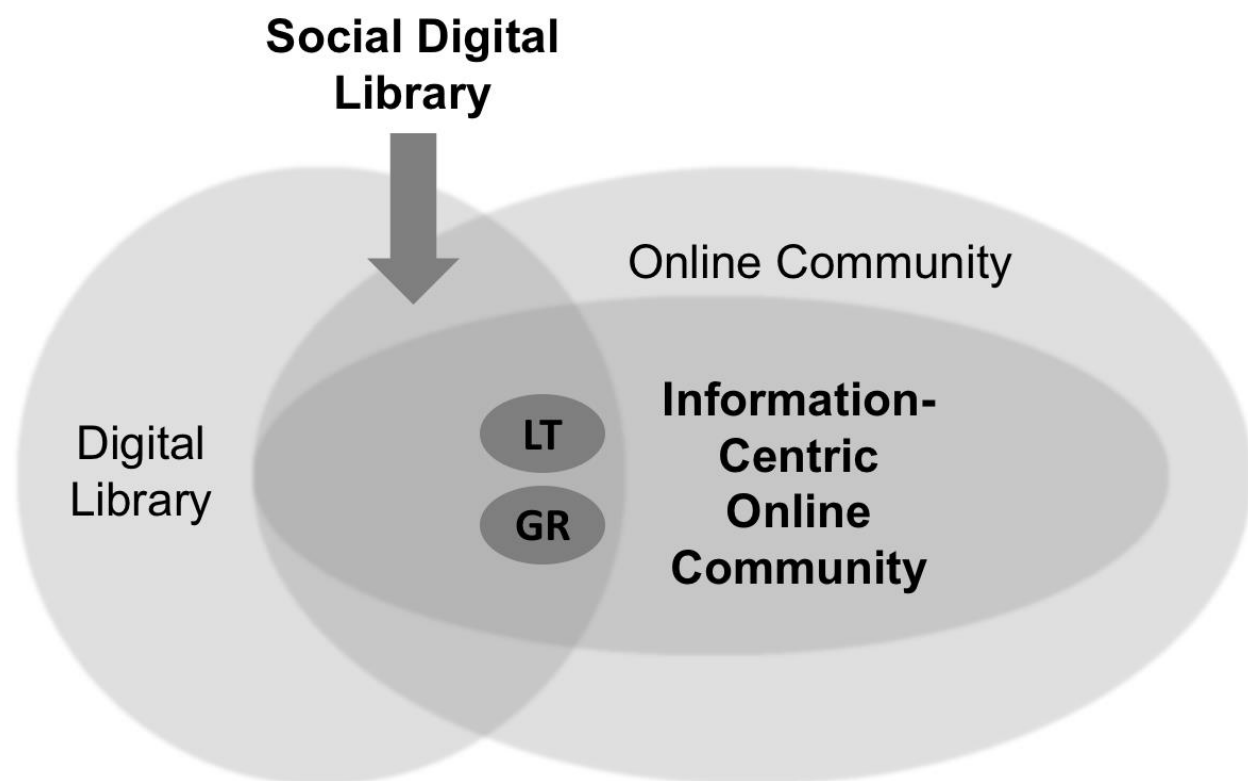 Social Digital
Library
Online Community
Digital
Library
LT
GR
Information-
Centric
Online
Community